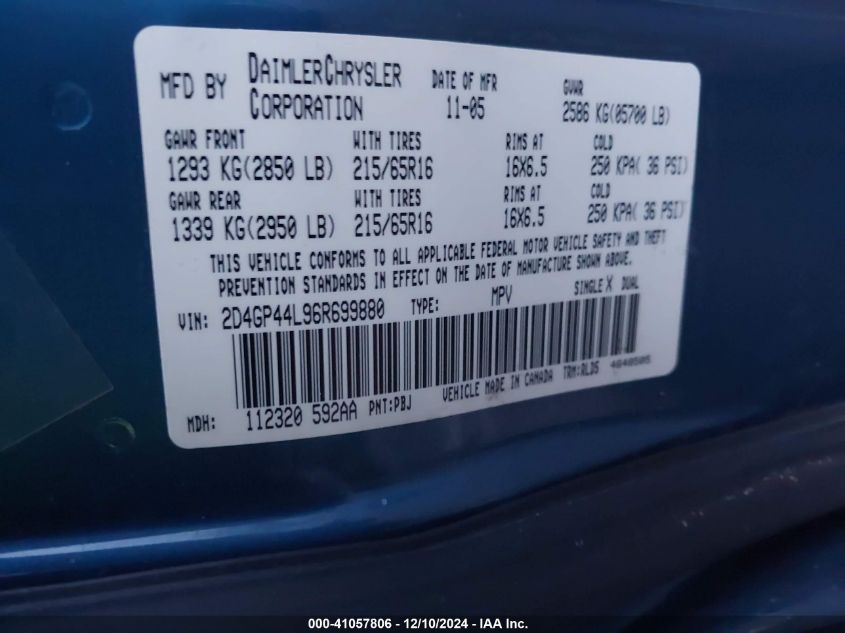 MFD BY DAIMLERCHRYSLER CORPORATION DATE OF MFR 11-05 GVWR 2586 KG(05700 LB)
GAWR FRONT WITH TIRES RIMS AT COLD
1293 KG(2850 LB) 215/65R16 16X6.5 250 KPA( 36 PSI)
GAWR REAR WITH TIRES RIMS AT COLD
1339 KG(2950 LB) 215/65R16 16X6.5 250 KPA( 36 PSI)
THIS VEHICLE CONFORMS TO ALL APPLICABLE FEDERAL MOTOR VEHICLE SAFETY AND THEFT
PREVENTION STANDARDS IN EFFECT ON THE DATE OF MANUFACTURE SHOWN ABOVE.
VIN: 2D4GP44L96R699880 TYPE: MPV SINGLE X DUAL
VEHICLE MADE IN CANADA TRM:RLD5 4648505
MDH: 112320 592AA PNT:PBJ
000-41057806 - 12/10/2024 - IAA Inc.